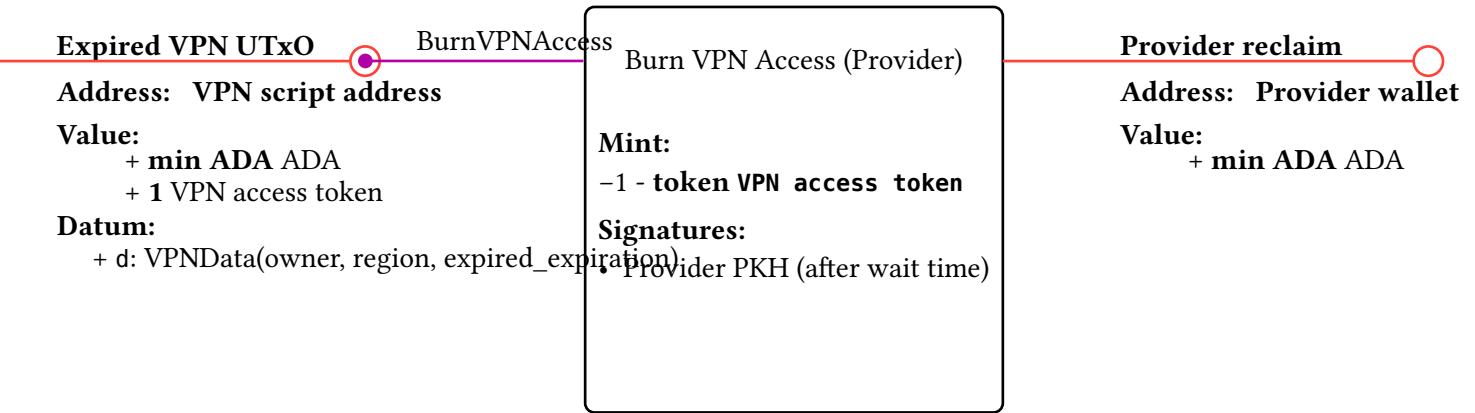 Expired VPN UTxO
Address: VPN script address
Value:
+ min ADA ADA
+ 1 VPN access token
Datum:
+ d: VPNData(owner, region, expired_expiration)
BurnVPNAccess
Burn VPN Access (Provider)
Mint:
−1 - token VPN access token
Signatures:
• Provider PKH (after wait time)
Provider reclaim
Address: Provider wallet
Value:
+ min ADA ADA